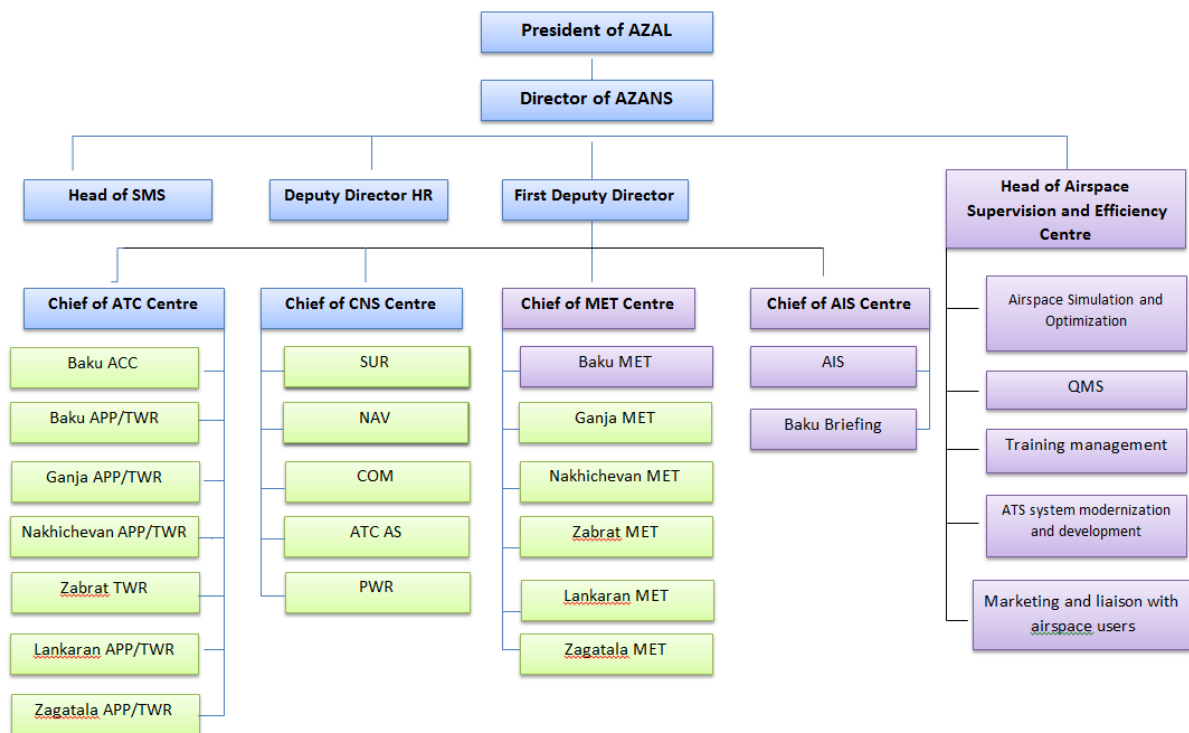 President of AZAL
Director of AZANS
Head of SMS
Deputy Director HR
First Deputy Director
Head of Airspace
Supervision and Efficiency
Centre
Chief of ATC Centre
Baku ACC
Baku APP/TWR
Ganja APP/TWR
Nakhichevan APP/TWR
Zabrat TWR
Lankaran APP/TWR
Zagatala APP/TWR
Chief of CNS Centre
SUR
NAV
COM
ATC AS
PWR
Chief of MET Centre
Baku MET
Ganja MET
Nakhichevan MET
Zabrat MET
Lankaran MET
Zagatala MET
Chief of AIS Centre
AIS
Baku Briefing
Airspace Simulation and
Optimization
QMS
Training management
ATS system modernization
and development
Marketing and liaison with
airspace users